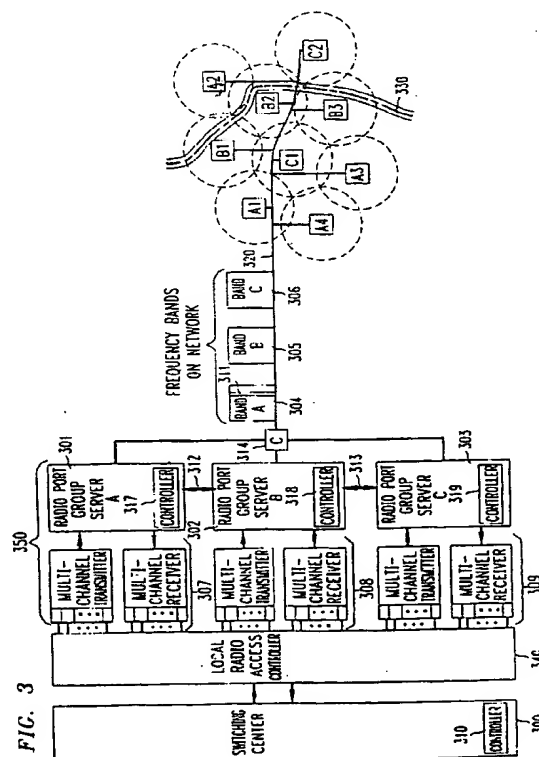 FIG. 3
SWITCHING
CENTER
310
CONTROLLER
300
LOCAL
RADIO ACCESS
CONTROLLER
340
350
MULTI-
CHANNEL
TRANSMITTER
MULTI-
CHANNEL
RECEIVER
307
MULTI-
CHANNEL
TRANSMITTER
MULTI-
CHANNEL
RECEIVER
308
MULTI-
CHANNEL
TRANSMITTER
MULTI-
CHANNEL
RECEIVER
309
301
RADIO PORT
GROUP
SERVER
A
317
CONTROLLER
312
302
RADIO PORT
GROUP
SERVER
B
318
CONTROLLER
313
303
RADIO PORT
GROUP
SERVER
C
319
CONTROLLER
314
C
FREQUENCY BANDS
ON NETWORK
311
BAND
A
304
BAND
B
305
BAND
C
306
320
A1
A4
B1
C1
A3
A2
B2
B3
C2
330